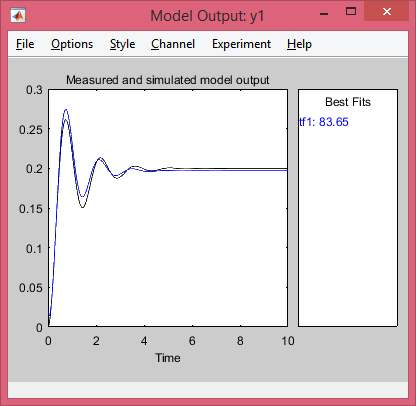 Model Output: y1
File Options Style Channel Experiment Help
Measured and simulated model output
0.3
0.25
0.2
0.15
0.1
0.05
0
0 2 4 6 8 10
Time
Best Fits
tf1: 83.65